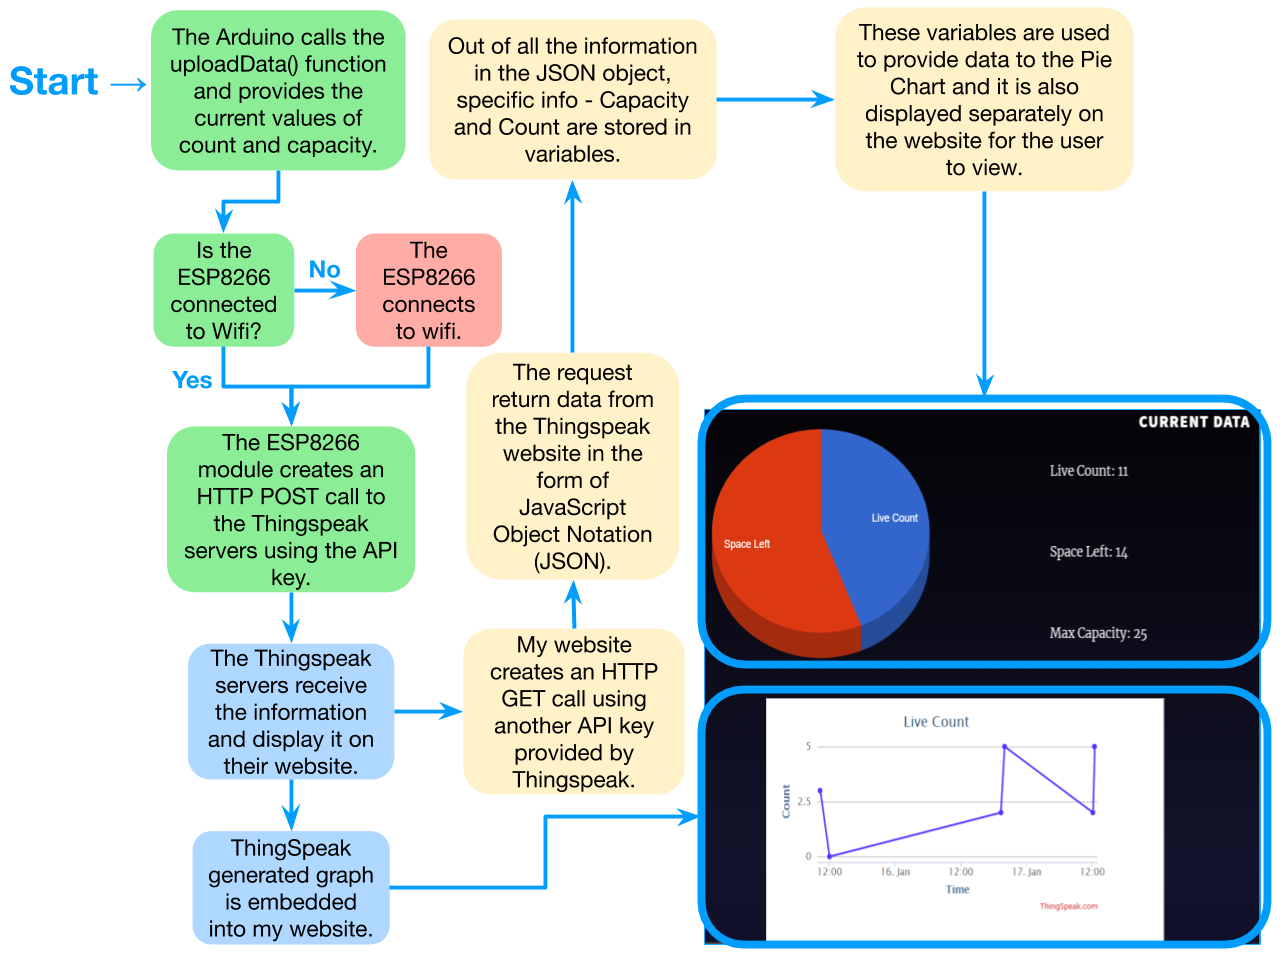 Start →
The Arduino calls the
uploadData() function
and provides the
current values of
count and capacity.
Is the
ESP8266
connected
to Wifi?
No
The
ESP8266
connects
to wifi.
Yes
The ESP8266
module creates an
HTTP POST call to
the Thingspeak
servers using the API
key.
The Thingspeak
servers receive
the information
and display it on
their website.
ThingSpeak
generated graph
is embedded
into my website.
My website
creates an HTTP
GET call using
another API key
provided by
Thingspeak.
The request
return data from
the Thingspeak
website in the
form of
JavaScript
Object Notation
(JSON).
Out of all the information
in the JSON object,
specific info - Capacity
and Count are stored in
variables.
These variables are used
to provide data to the Pie
Chart and it is also
displayed separately on
the website for the user
to view.
CURRENT DATA
Live Count
Space Left
Live Count: 11
Space Left: 14
Max Capacity: 25
Live Count
Count
5
2.5
0
12:00 16. Jan 12:00 17. Jan 12:00
Time
ThingSpeak.com